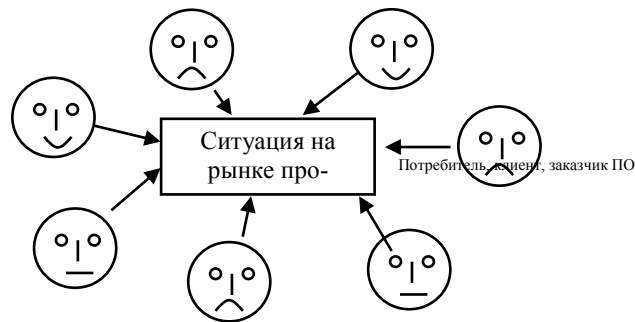 Ситуация на
рынке про-
Потребитель, клиент, заказчик ПО